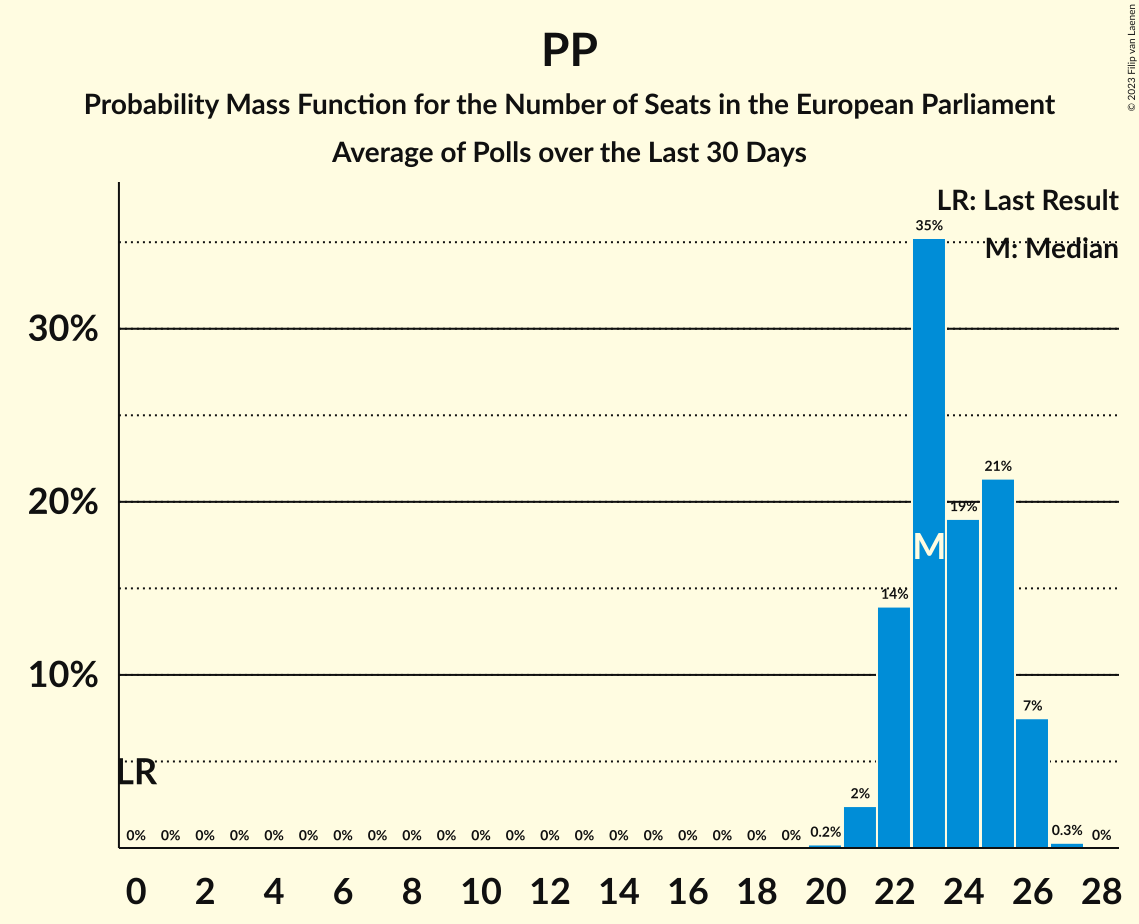 PP
Probability Mass Function for the Number of Seats in the European Parliament
Average of Polls over the Last 30 Days
© 2023 Filip van Laenen
LR: Last Result
M: Median
35%
30%
21%
20%
19%
M
14%
10%
7%
LR
2%
0% 0% 0% 0% 0% 0% 0% 0% 0% 0% 0% 0% 0% 0% 0% 0% 0% 0% 0% 0% 0.2% 0.3% 0%
0 2 4 6 8 10 12 14 16 18 20 22 24 26 28